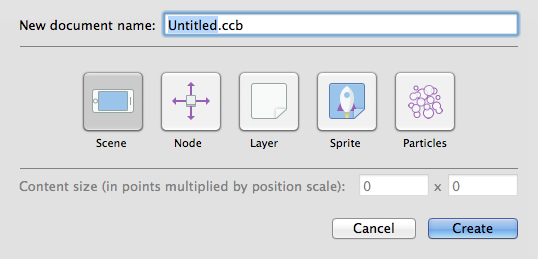 New document name: Untitled.ccb
Scene Node Layer Sprite Particles
Content size (in points multiplied by position scale): 0 x 0
Cancel Create